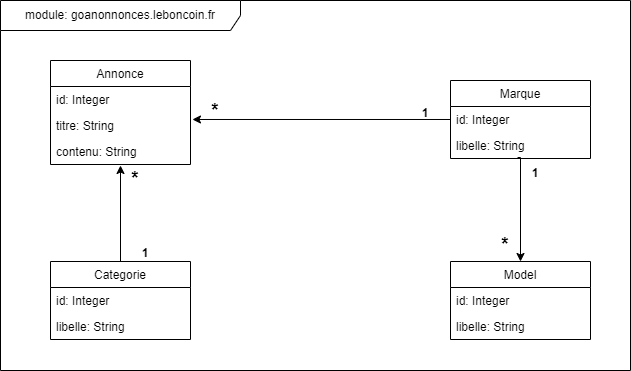 module: goanonnonces.leboncoin.fr
Annonce
id: Integer
titre: String
contenu: String
*
1
Marque
id: Integer
libelle: String
1
*
*
1
Categorie
id: Integer
libelle: String
Model
id: Integer
libelle: String